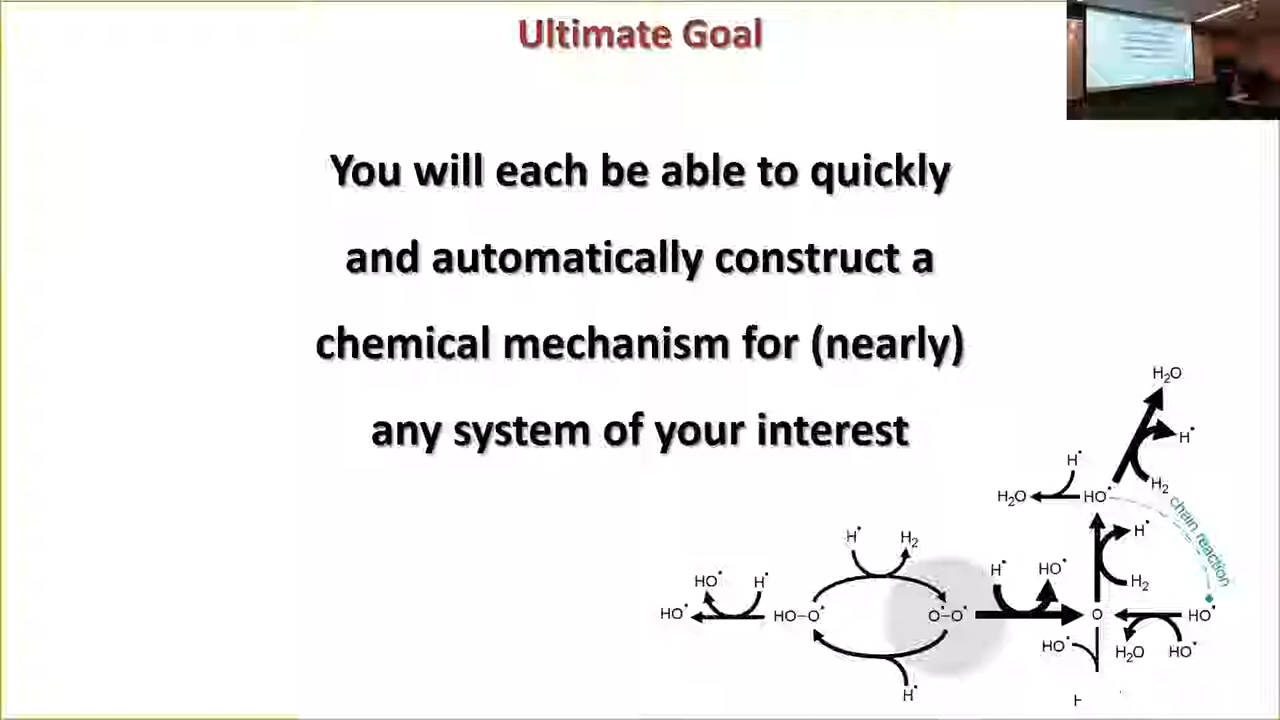 Ultimate Goal
You will each be able to quickly
and automatically construct a
chemical mechanism for (nearly)
any system of your interest
H₂O
H•
H•
H₂O
HO•
H₂
chain reaction
H•
H₂
H•
H•
HO•
H₂
HO•
H•
HO•
HO–O•
•O–O•
O
HO•
HO•
H₂O
HO•
H•